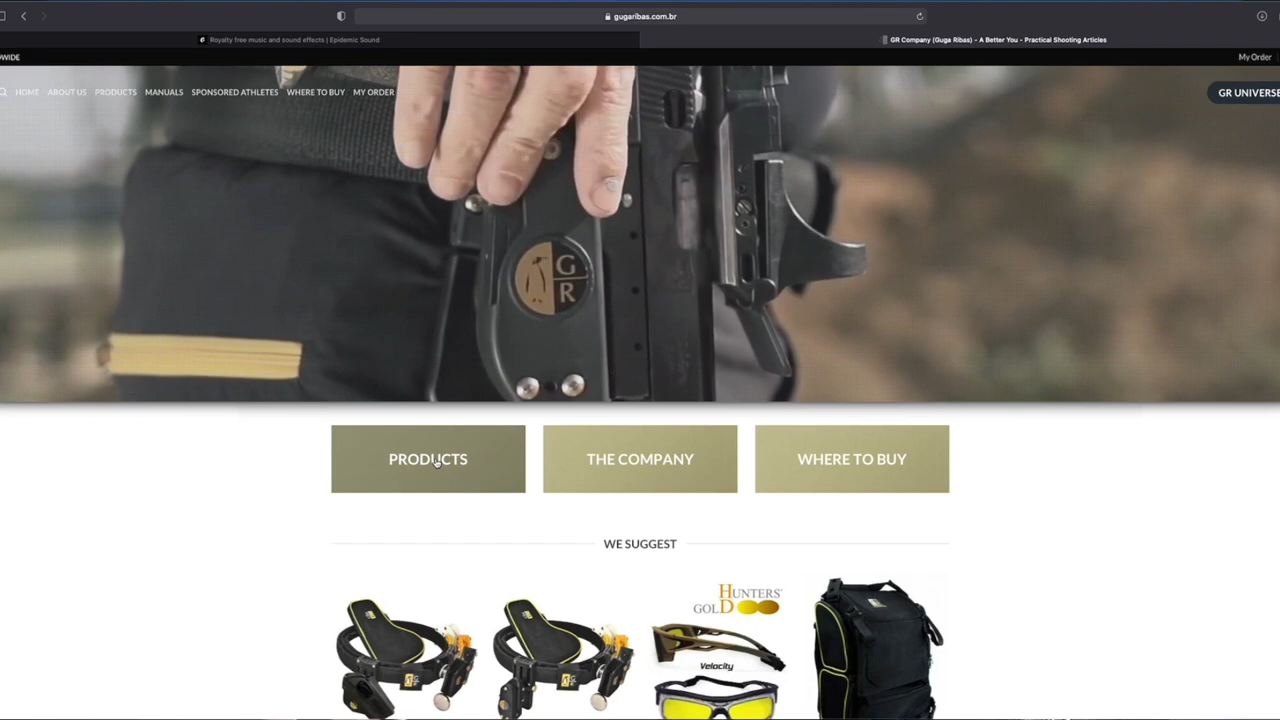 gugaribas.com.br
Royalty free music and sound effects | Epidemic Sound
GR Company (Guga Ribas) - A Better You - Practical Shooting Articles
My Order
HOME ABOUT US PRODUCTS MANUALS SPONSORED ATHLETES WHERE TO BUY MY ORDER
GR UNIVERSE
G
R
PRODUCTS THE COMPANY WHERE TO BUY
WE SUGGEST
HUNTERS'
GOLD
Velocity